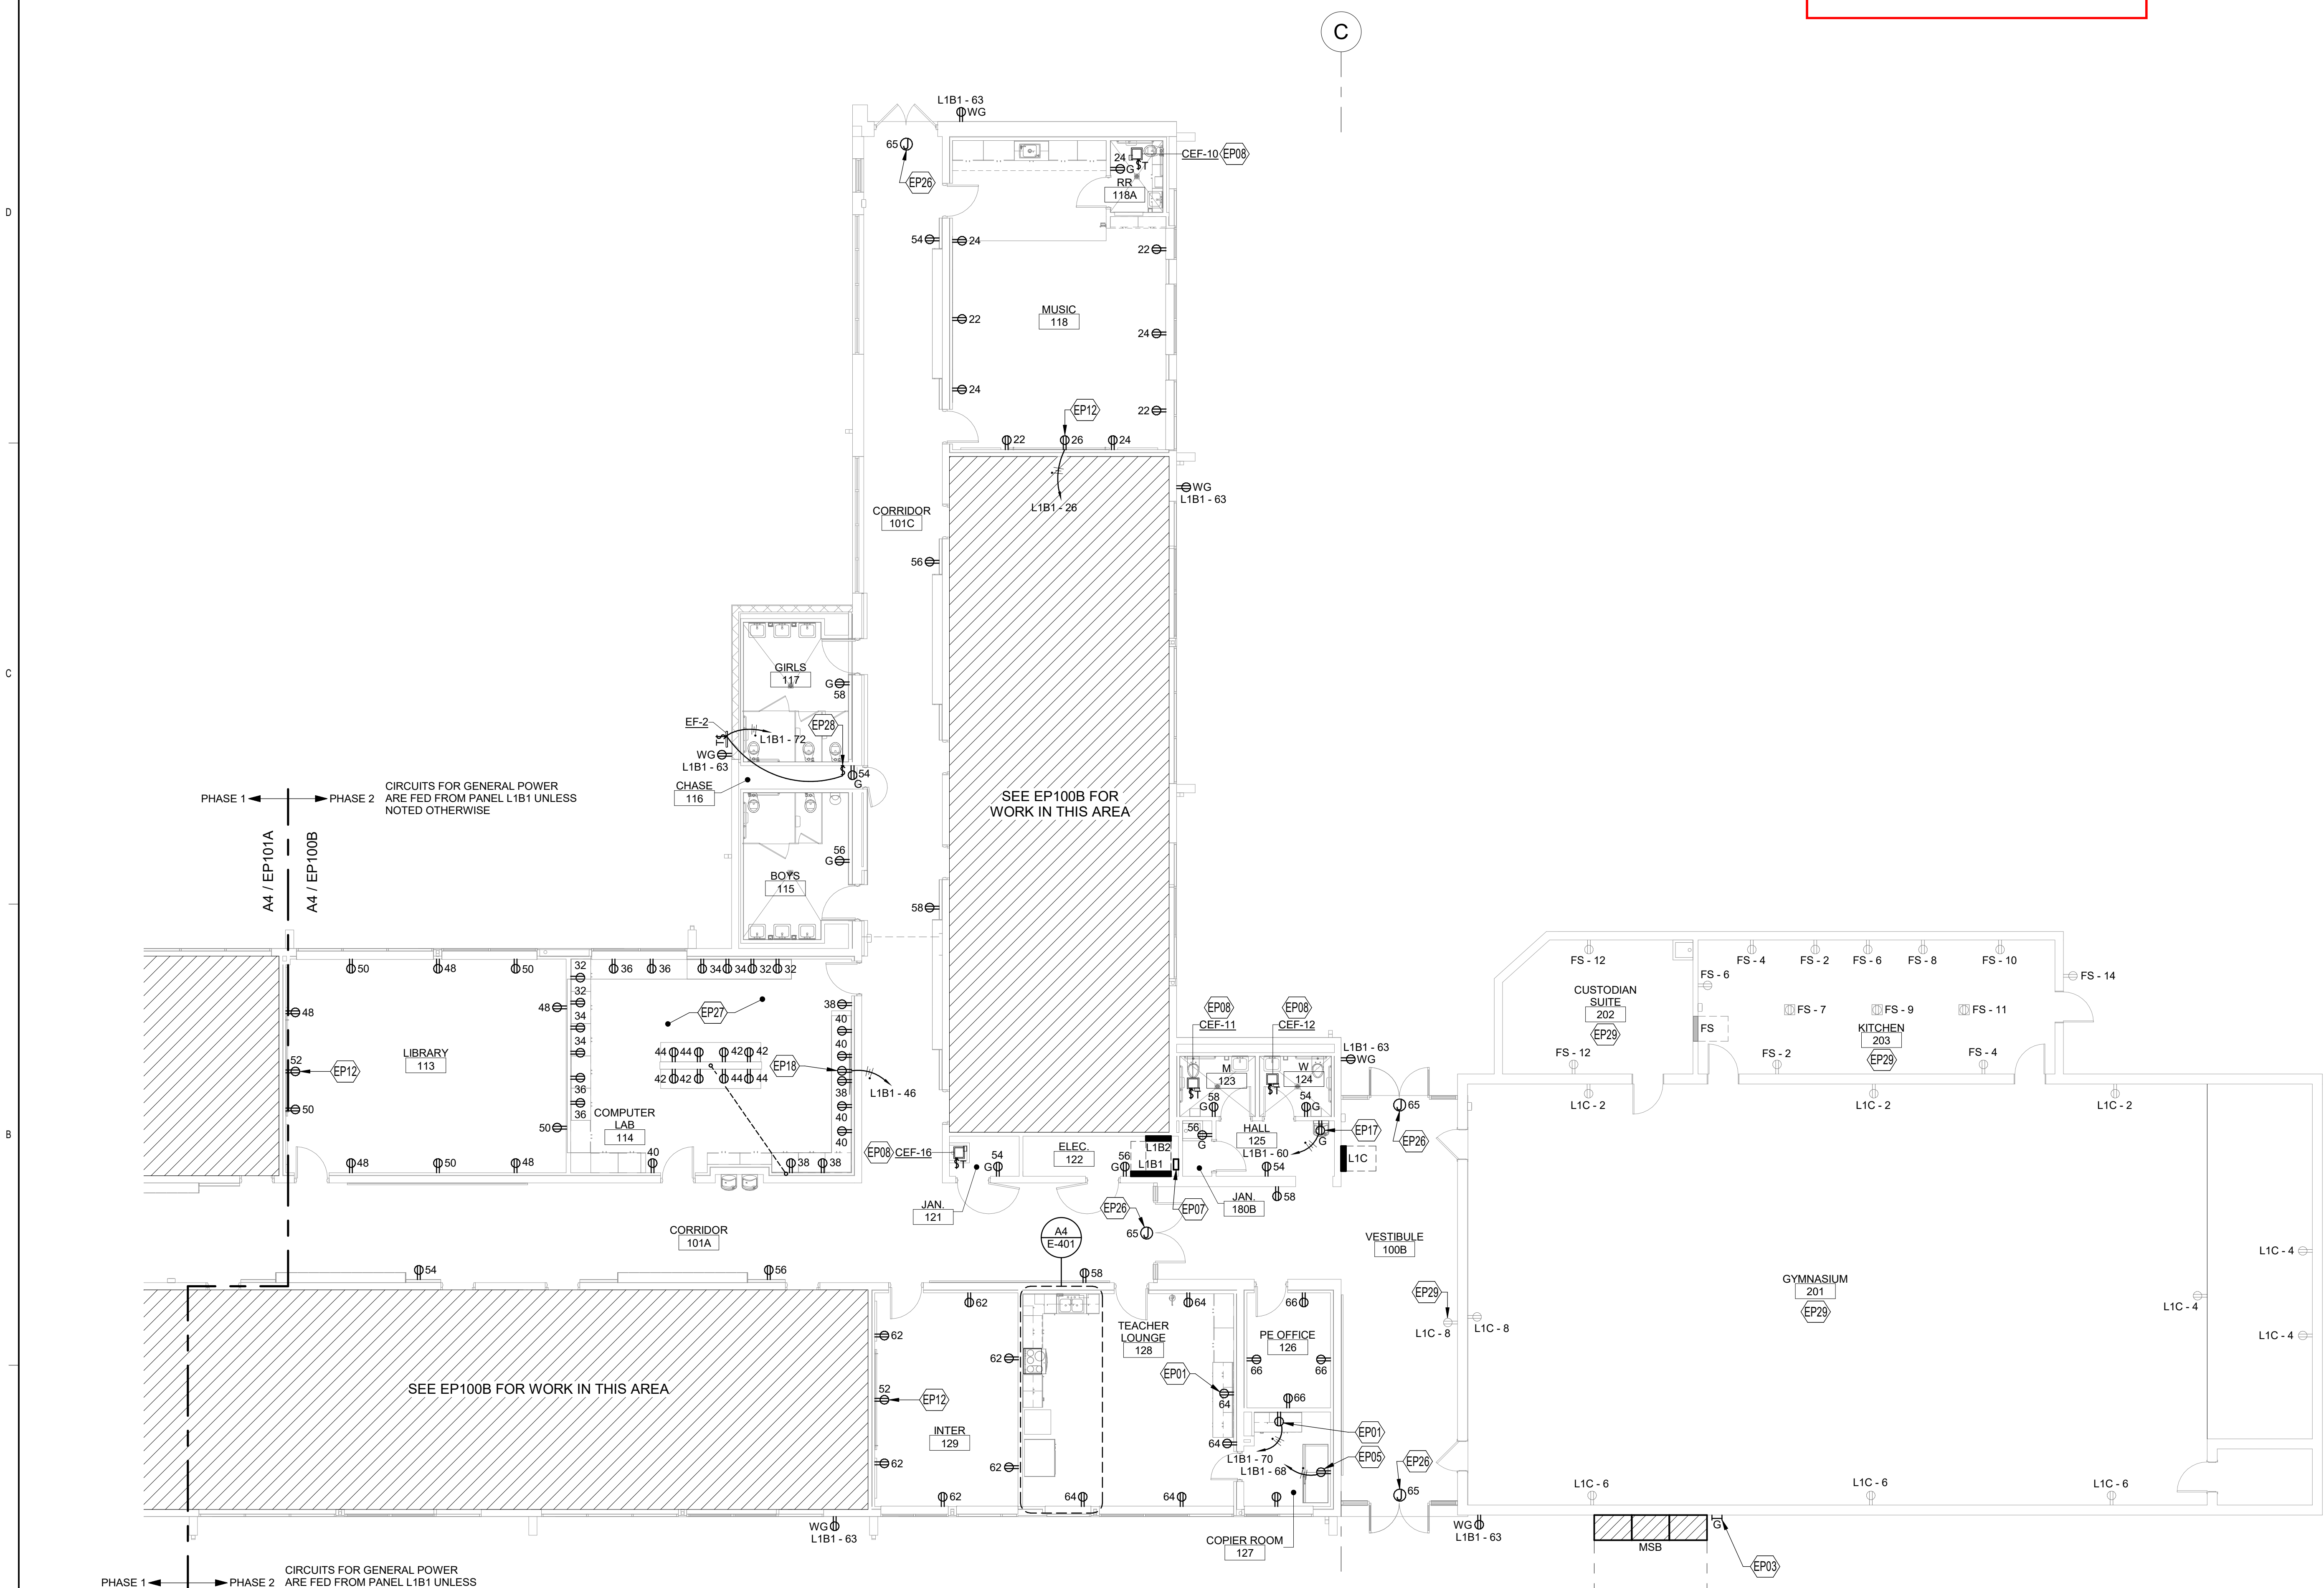 C
L1B1 - 63
WG
65
EP26
24
G
$T
CEF-10
EP08
RR
118A
D
54
24
22
MUSIC
118
22
24
24
22
EP12
22
26
24
L1B1 - 26
WG
L1B1 - 63
CORRIDOR
101C
56
C
GIRLS
117
G
58
EF-2
EP28
L1B1 - 72
WG
L1B1 - 63
$
54
G
CHASE
116
PHASE 1
PHASE 2
CIRCUITS FOR GENERAL POWER
ARE FED FROM PANEL L1B1 UNLESS
NOTED OTHERWISE
SEE EP100B FOR
WORK IN THIS AREA
A4 / EP101A
A4 / EP100B
56
G
BOYS
115
58
50
48
50
32
36
36
34
34
32
32
48
48
32
34
34
36
36
EP27
38
40
40
LIBRARY
113
52
EP12
50
50
44
44
42
42
42
42
44
44
EP18
L1B1 - 46
38
40
40
COMPUTER
LAB
114
48
50
48
40
38
38
FS - 12
FS - 4
FS - 2
FS - 6
FS - 8
FS - 10
FS - 14
FS - 6
CUSTODIAN
SUITE
202
EP29
FS
FS - 7
FS - 9
FS - 11
KITCHEN
203
EP29
FS - 12
FS - 2
FS - 4
EP08
CEF-11
EP08
CEF-12
L1B1 - 63
WG
M
123
W
124
$T
$T
58
G
54
G
65
EP26
L1C - 2
L1C - 2
L1C - 2
B
EP08
CEF-16
$T
54
G
ELEC.
122
56
G
L1B2
L1B1
56
G
HALL
125
L1B1 - 60
G
EP17
L1C
54
58
JAN.
121
EP26
EP07
JAN.
180B
65
CORRIDOR
101A
A4
E-401
VESTIBULE
100B
54
56
58
L1C - 4
GYMNASIUM
201
EP29
L1C - 4
L1C - 4
EP29
L1C - 8
L1C - 8
62
64
66
62
62
TEACHER
LOUNGE
128
PE OFFICE
126
66
66
SEE EP100B FOR WORK IN THIS AREA
52
EP12
EP01
64
66
INTER
129
EP01
64
L1B1 - 70
L1B1 - 68
EP05
EP26
62
62
62
64
64
65
L1C - 6
L1C - 6
L1C - 6
WG
L1B1 - 63
COPIER ROOM
127
WG
L1B1 - 63
MSB
G
EP03
PHASE 1
PHASE 2
CIRCUITS FOR GENERAL POWER
ARE FED FROM PANEL L1B1 UNLESS